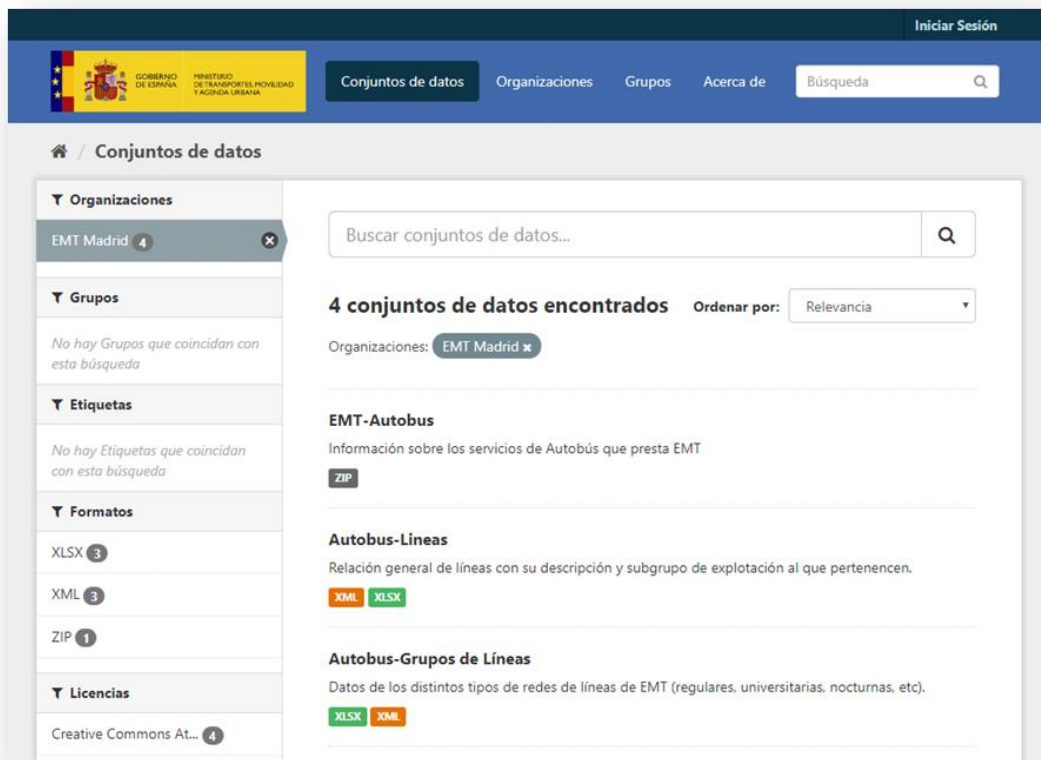 Iniciar Sesión
GOBIERNO
DE ESPAÑA
MINISTERIO
DE TRANSPORTES, MOVILIDAD
Y AGENDA URBANA
Conjuntos de datos
Organizaciones
Grupos
Acerca de
Búsqueda
/ Conjuntos de datos
Organizaciones
EMT Madrid 4
Grupos
No hay Grupos que coincidan con
esta búsqueda
Etiquetas
No hay Etiquetas que coincidan
con esta búsqueda
Formatos
XLSX 3
XML 3
ZIP 1
Licencias
Creative Commons At... 4
Buscar conjuntos de datos...
4 conjuntos de datos encontrados
Ordenar por:
Relevancia
Organizaciones: EMT Madrid ×
EMT-Autobus
Información sobre los servicios de Autobús que presta EMT
ZIP
Autobus-Lineas
Relación general de líneas con su descripción y subgrupo de explotación al que pertenencen.
XML XLSX
Autobus-Grupos de Líneas
Datos de los distintos tipos de redes de líneas de EMT (regulares, universitarias, nocturnas, etc).
XLSX XML